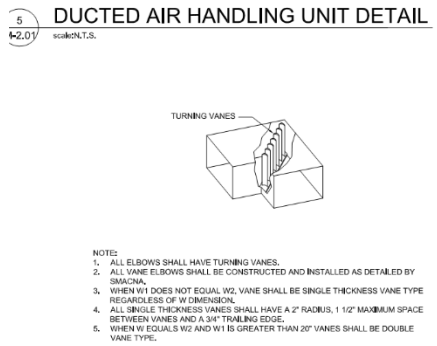 5
DUCTED AIR HANDLING UNIT DETAIL
M-2.01
scale:N.T.S.
TURNING VANES
NOTE:
1. ALL ELBOWS SHALL HAVE TURNING VANES.
2. ALL VANE ELBOWS SHALL BE CONSTRUCTED AND INSTALLED AS DETAILED BY
SMACNA.
3. WHEN W1 DOES NOT EQUAL W2, VANE SHALL BE SINGLE THICKNESS VANE TYPE
REGARDLESS OF W DIMENSION.
4. ALL SINGLE THICKNESS VANES SHALL HAVE A 2" RADIUS, 1 1/2" MAXIMUM SPACE
BETWEEN VANES AND A 3/4" TRAILING EDGE.
5. WHEN W EQUALS W2 AND W1 IS GREATER THAN 20" VANES SHALL BE DOUBLE
VANE TYPE.